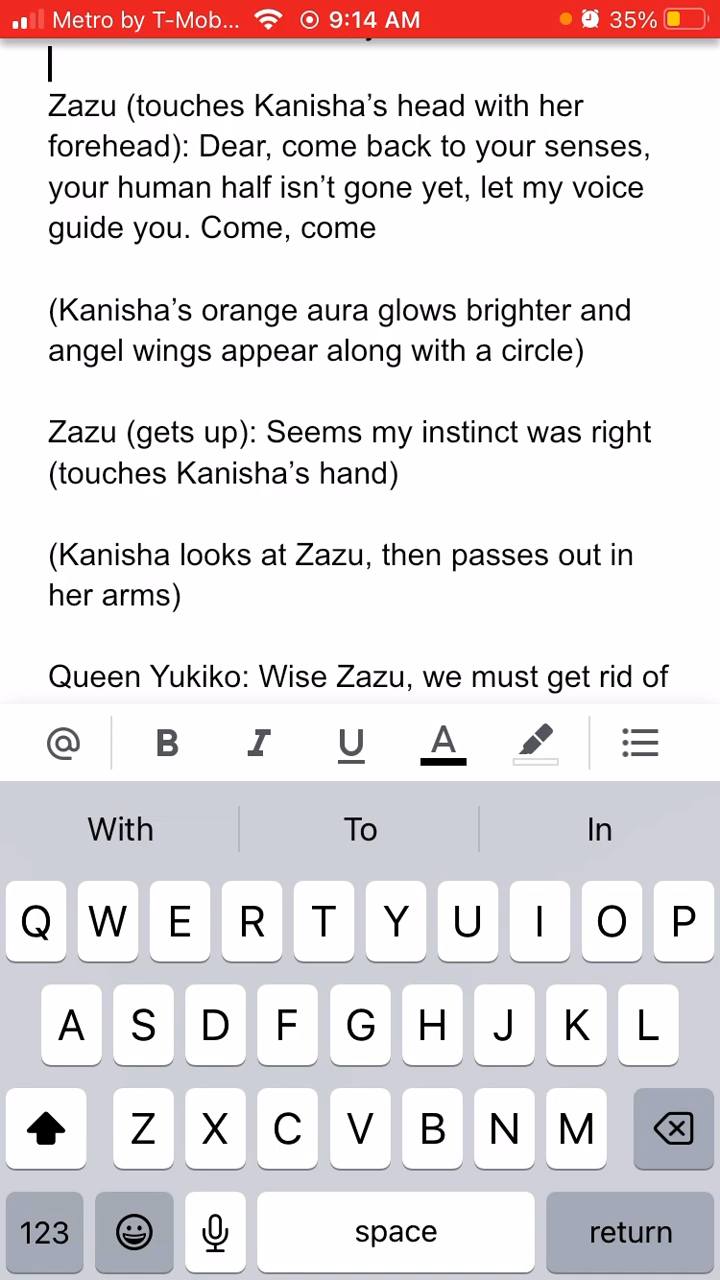 Metro by T-Mob... 9:14 AM 35%
Zazu (touches Kanisha’s head with her
forehead): Dear, come back to your senses,
your human half isn’t gone yet, let my voice
guide you. Come, come
(Kanisha’s orange aura glows brighter and
angel wings appear along with a circle)
Zazu (gets up): Seems my instinct was right
(touches Kanisha’s hand)
(Kanisha looks at Zazu, then passes out in
her arms)
Queen Yukiko: Wise Zazu, we must get rid of
@ B I U A
With To In
Q W E R T Y U I O P
A S D F G H J K L
Z X C V B N M
123 space return